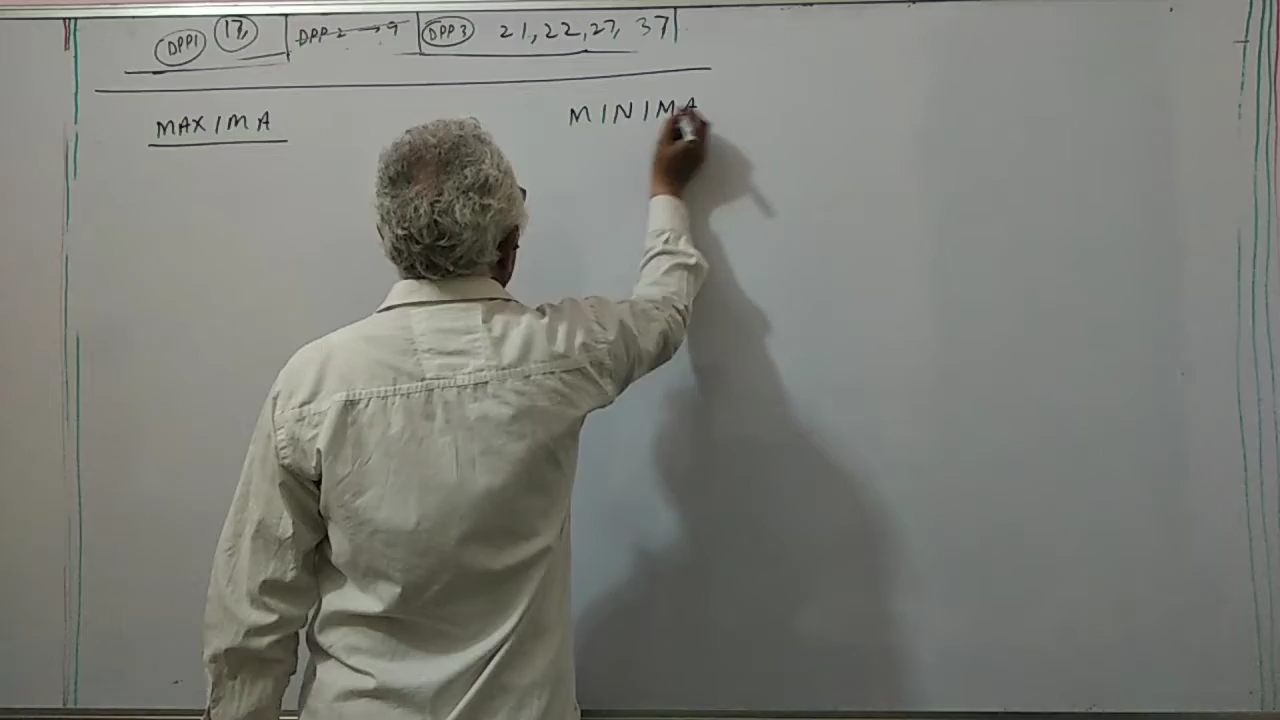 DPP1 17, DPP2 → 9 DPP3 21, 22, 27, 37
MAXIMA MINIMA